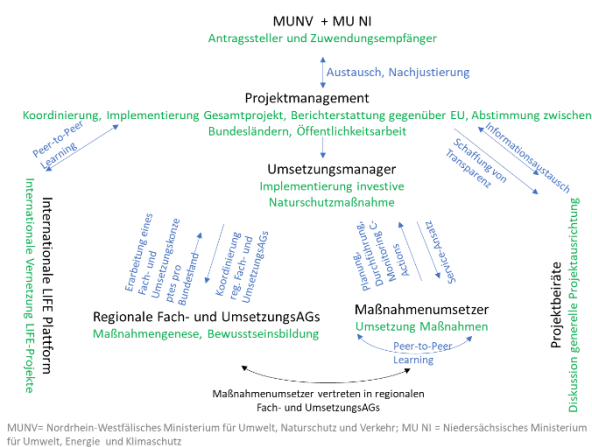 MUNV + MU NI
Antragssteller und Zuwendungsempfänger
Austausch, Nachjustierung
Projektmanagement
Koordinierung, Implementierung Gesamtprojekt, Berichterstattung gegenüber EU, Abstimmung zwischen
Bundesländern, Öffentlichkeitsarbeit
Peer-to-Peer
Learning
Informationsaustausch
Schaffung von
Transparenz
Umsetzungsmanager
Implementierung investive
Naturschutzmaßnahme
Internationale LIFE Plattform
Internationale Vernetzung LIFE-Projekte
Erarbeitung eines
Fach- und
Umsetzungskonze
ptes pro
Bundesland
Koordinierung
reg. Fach- und
UmsetzungsAGs
Planung,
Durchführung,
Monitoring C-
Actions
Service-Ansatz
Projektbeiräte
Diskussion generelle Projektausrichtung
Regionale Fach- und UmsetzungsAGs
Maßnahmengenese, Bewusstseinsbildung
Maßnahmenumsetzer
Umsetzung Maßnahmen
Peer-to-Peer
Learning
Maßnahmenumsetzer vertreten in regionalen
Fach- und UmsetzungsAGs
MUNV= Nordrhein-Westfälisches Ministerium für Umwelt, Naturschutz und Verkehr; MU NI = Niedersächsisches Ministerium
für Umwelt, Energie und Klimaschutz